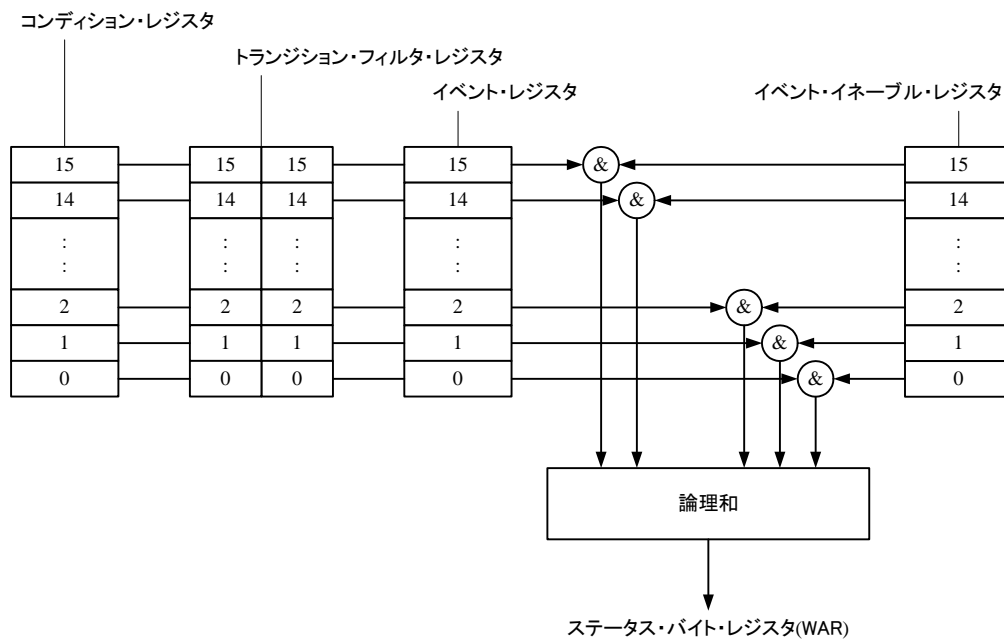 コンディション・レジスタ
トランジション・フィルタ・レジスタ
イベント・レジスタ
イベント・イネーブル・レジスタ
15 15 15 15 & 15
14 14 14 14 & 14
: : : : :
: : : : :
2 2 2 2 & 2
1 1 1 1 & 1
0 0 0 0 & 0
論理和
ステータス・バイト・レジスタ(WAR)